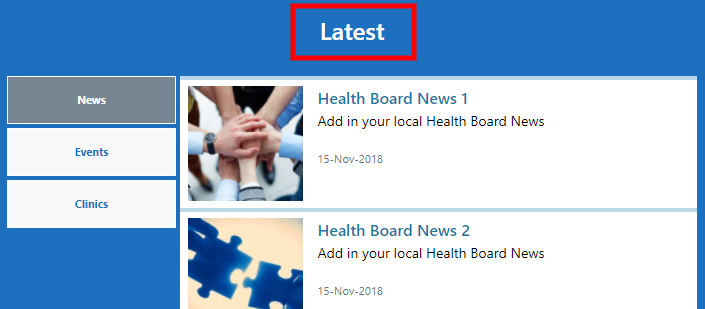 Latest
News
Events
Clinics
Health Board News 1
Add in your local Health Board News
15-Nov-2018
Health Board News 2
Add in your local Health Board News
15-Nov-2018